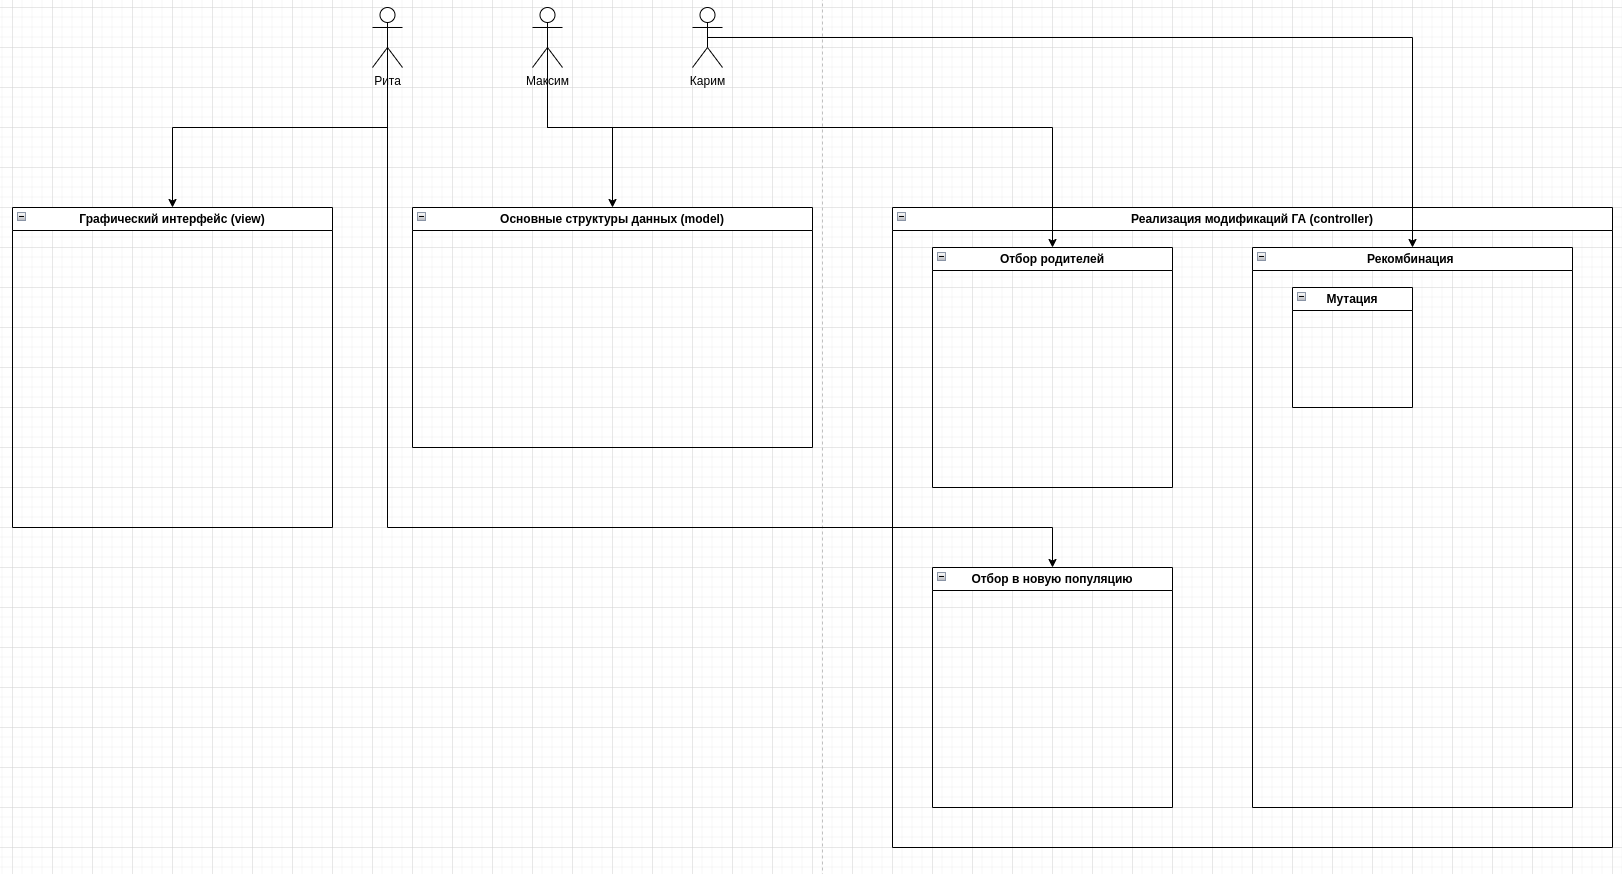 Рита
Максим
Карим
Графический интерфейс (view)
Основные структуры данных (model)
Реализация модификаций ГА (controller)
Отбор родителей
Рекомбинация
Мутация
Отбор в новую популяцию